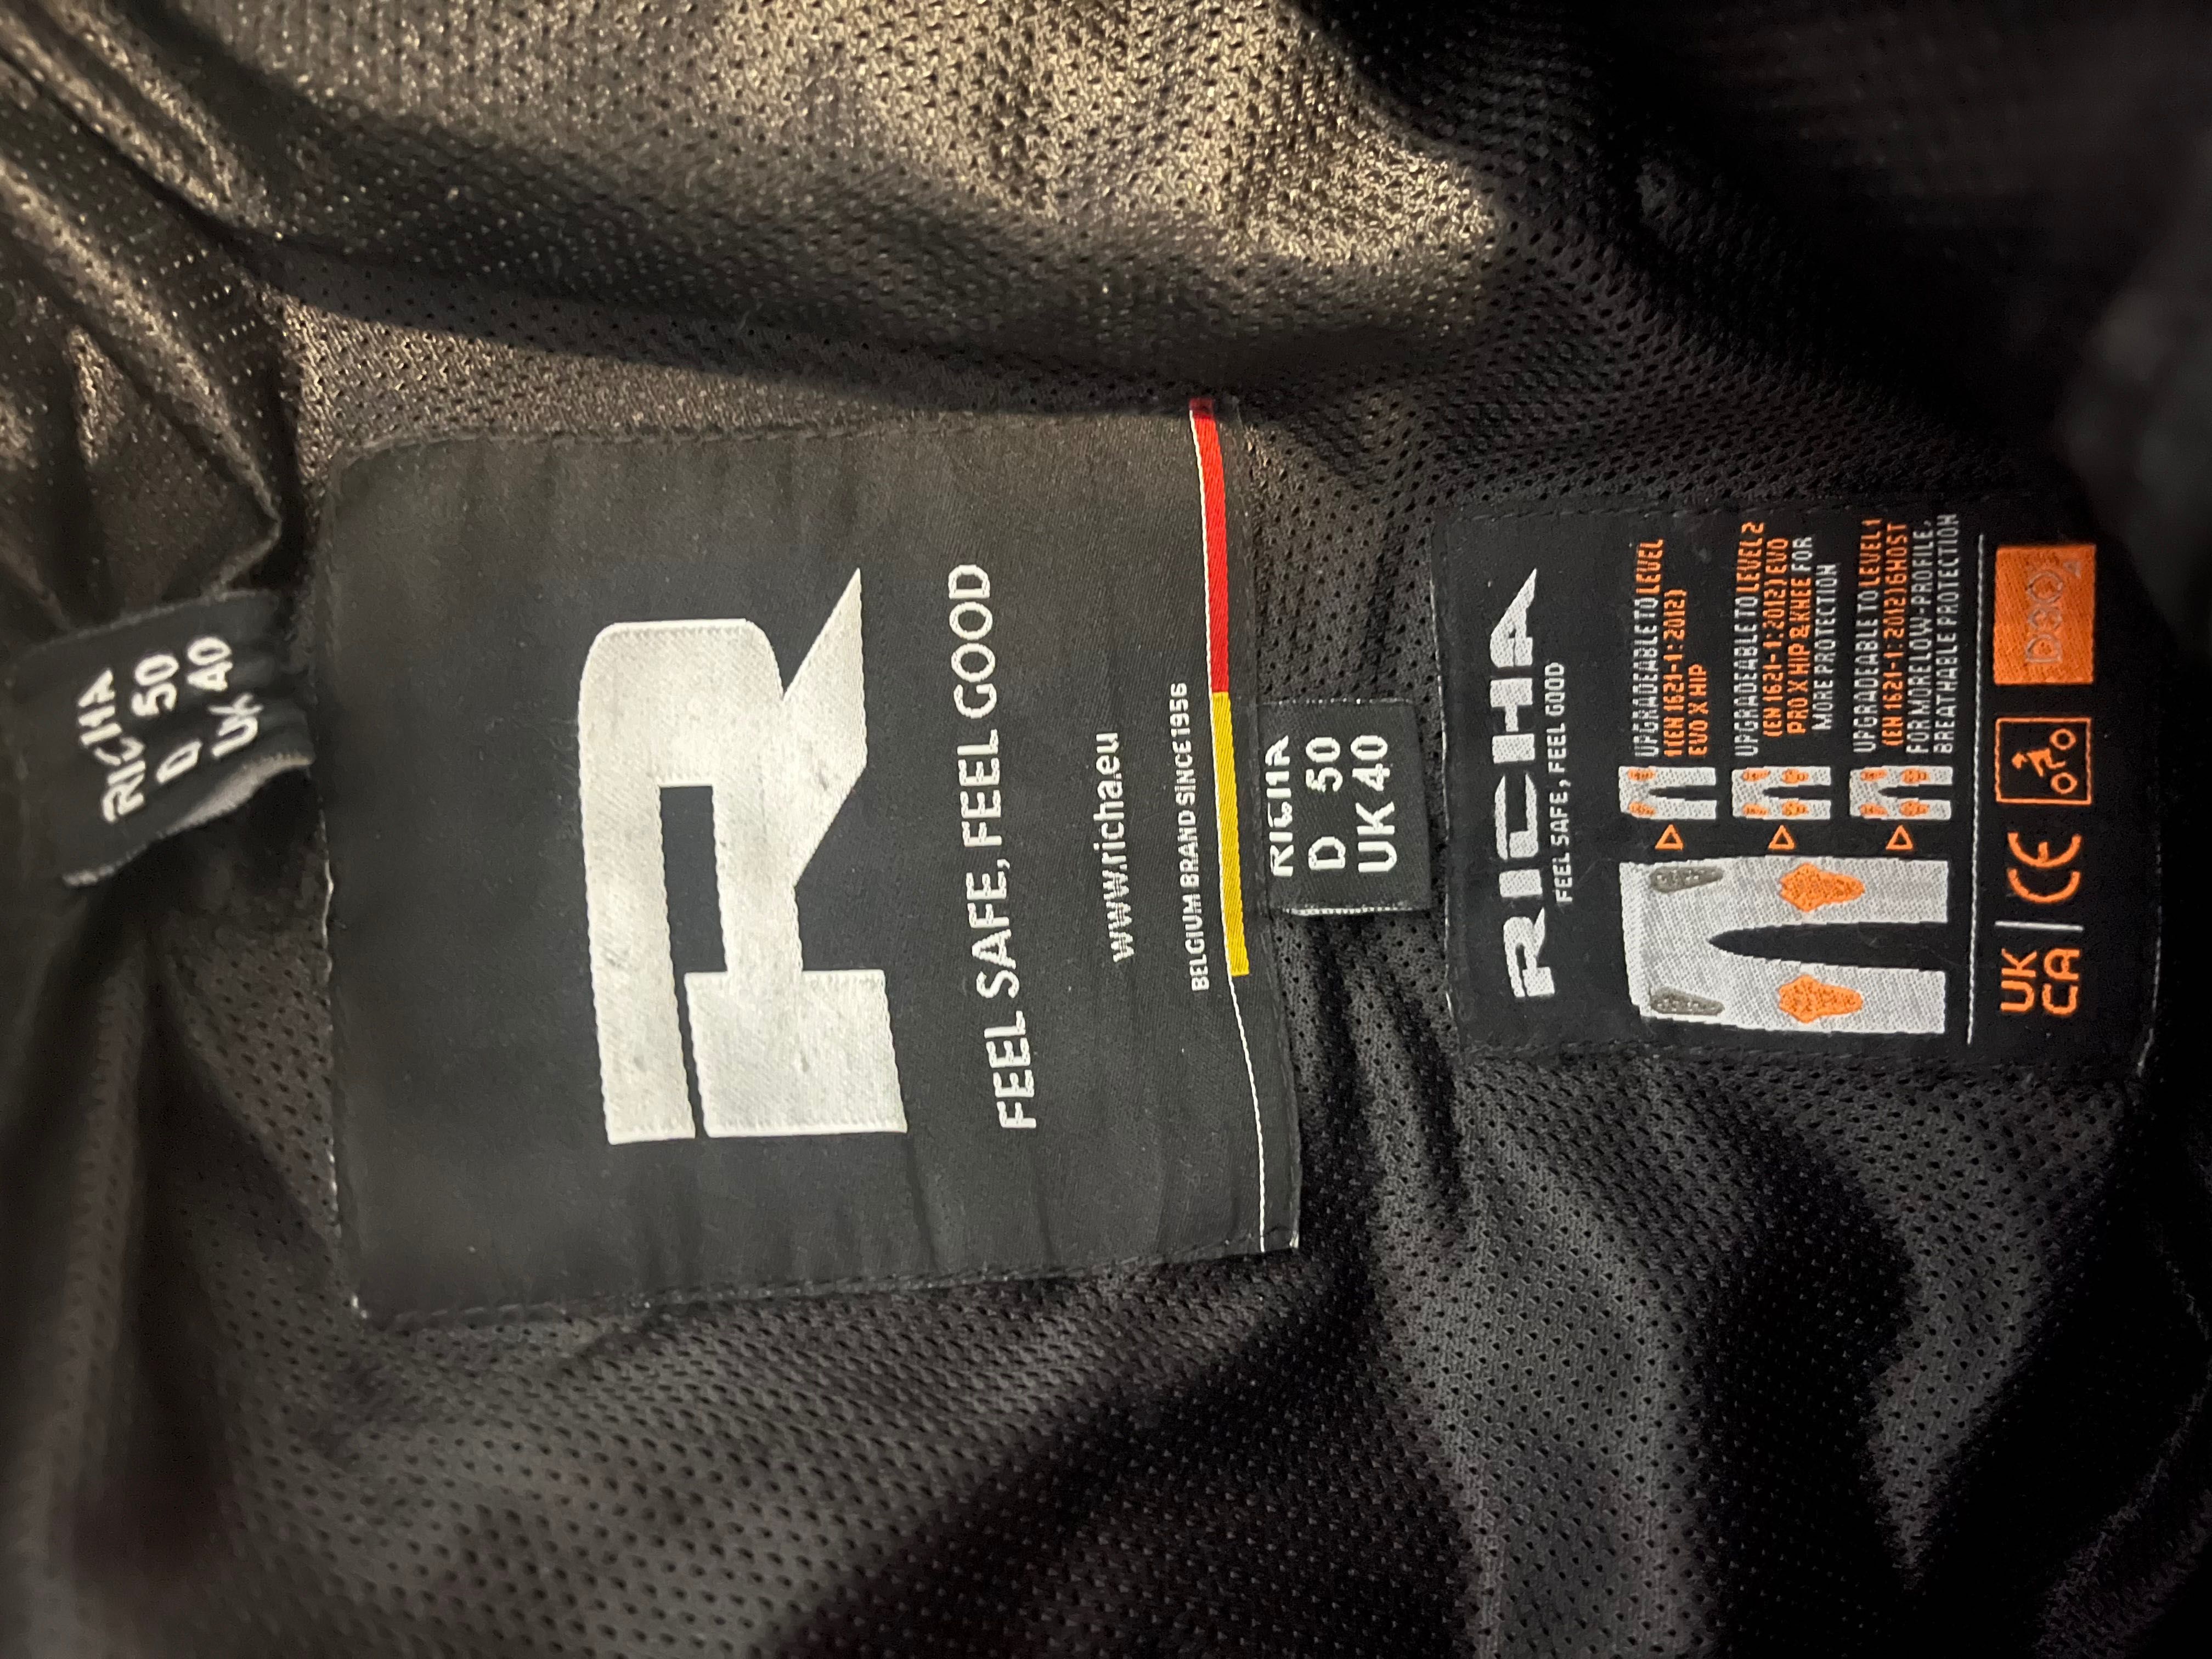 RICHA
D 50
UK 40
R
FEEL SAFE, FEEL GOOD
www.richa.eu
BELGIUM BRAND SINCE 1956
RICHA
D 50
UK 40
RICHA
FEEL SAFE, FEEL GOOD
UPGRADEABLE TO LEVEL
1 (EN 1621-1:2012)
EVO X HIP
UPGRADEABLE TO LEVEL 2
(EN 1621-1:2012) EVO
PRO X HIP & KNEE FOR
MORE PROTECTION
UPGREABLE TO LEVEL 1
(EN 1621-1:2012) GHOST
FOR MORE LOW-PROFILE,
BREATHABLE PROTECTION
UK
CA
CE
D3O